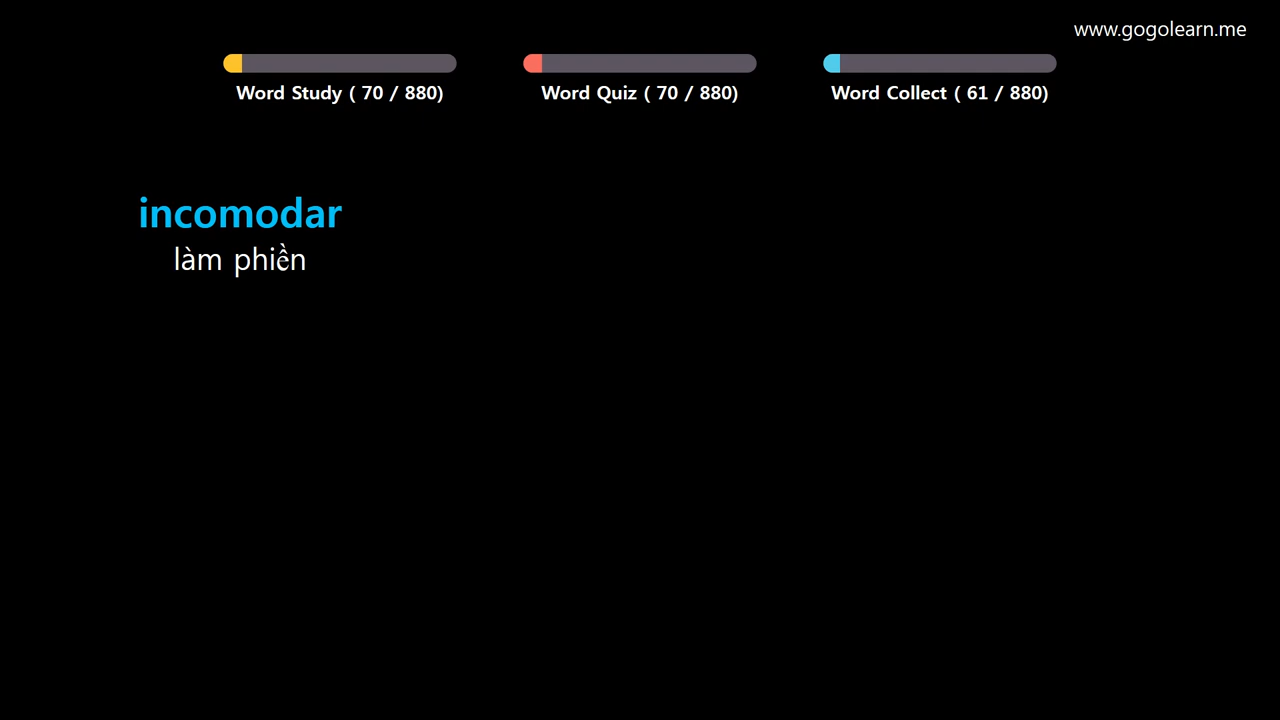 www.gogolearn.me
Word Study ( 70 / 880)
Word Quiz ( 70 / 880)
Word Collect ( 61 / 880)
incomodar
làm phiền